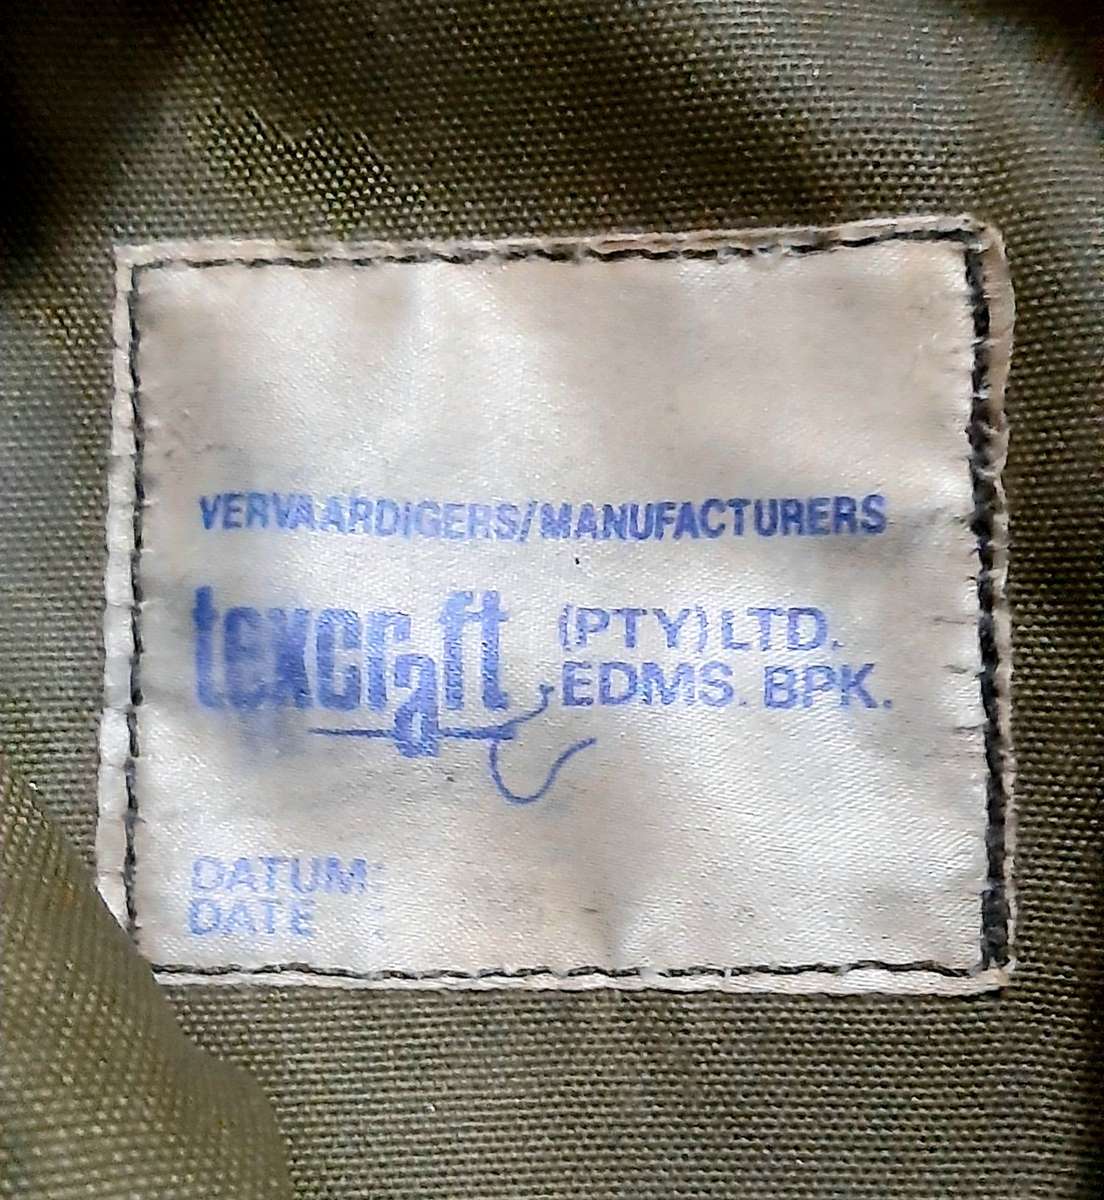 VERVAARDIGERS/MANUFACTURERS
texcraft (PTY) LTD.
EDMS. BPK.
DATUM:
DATE :